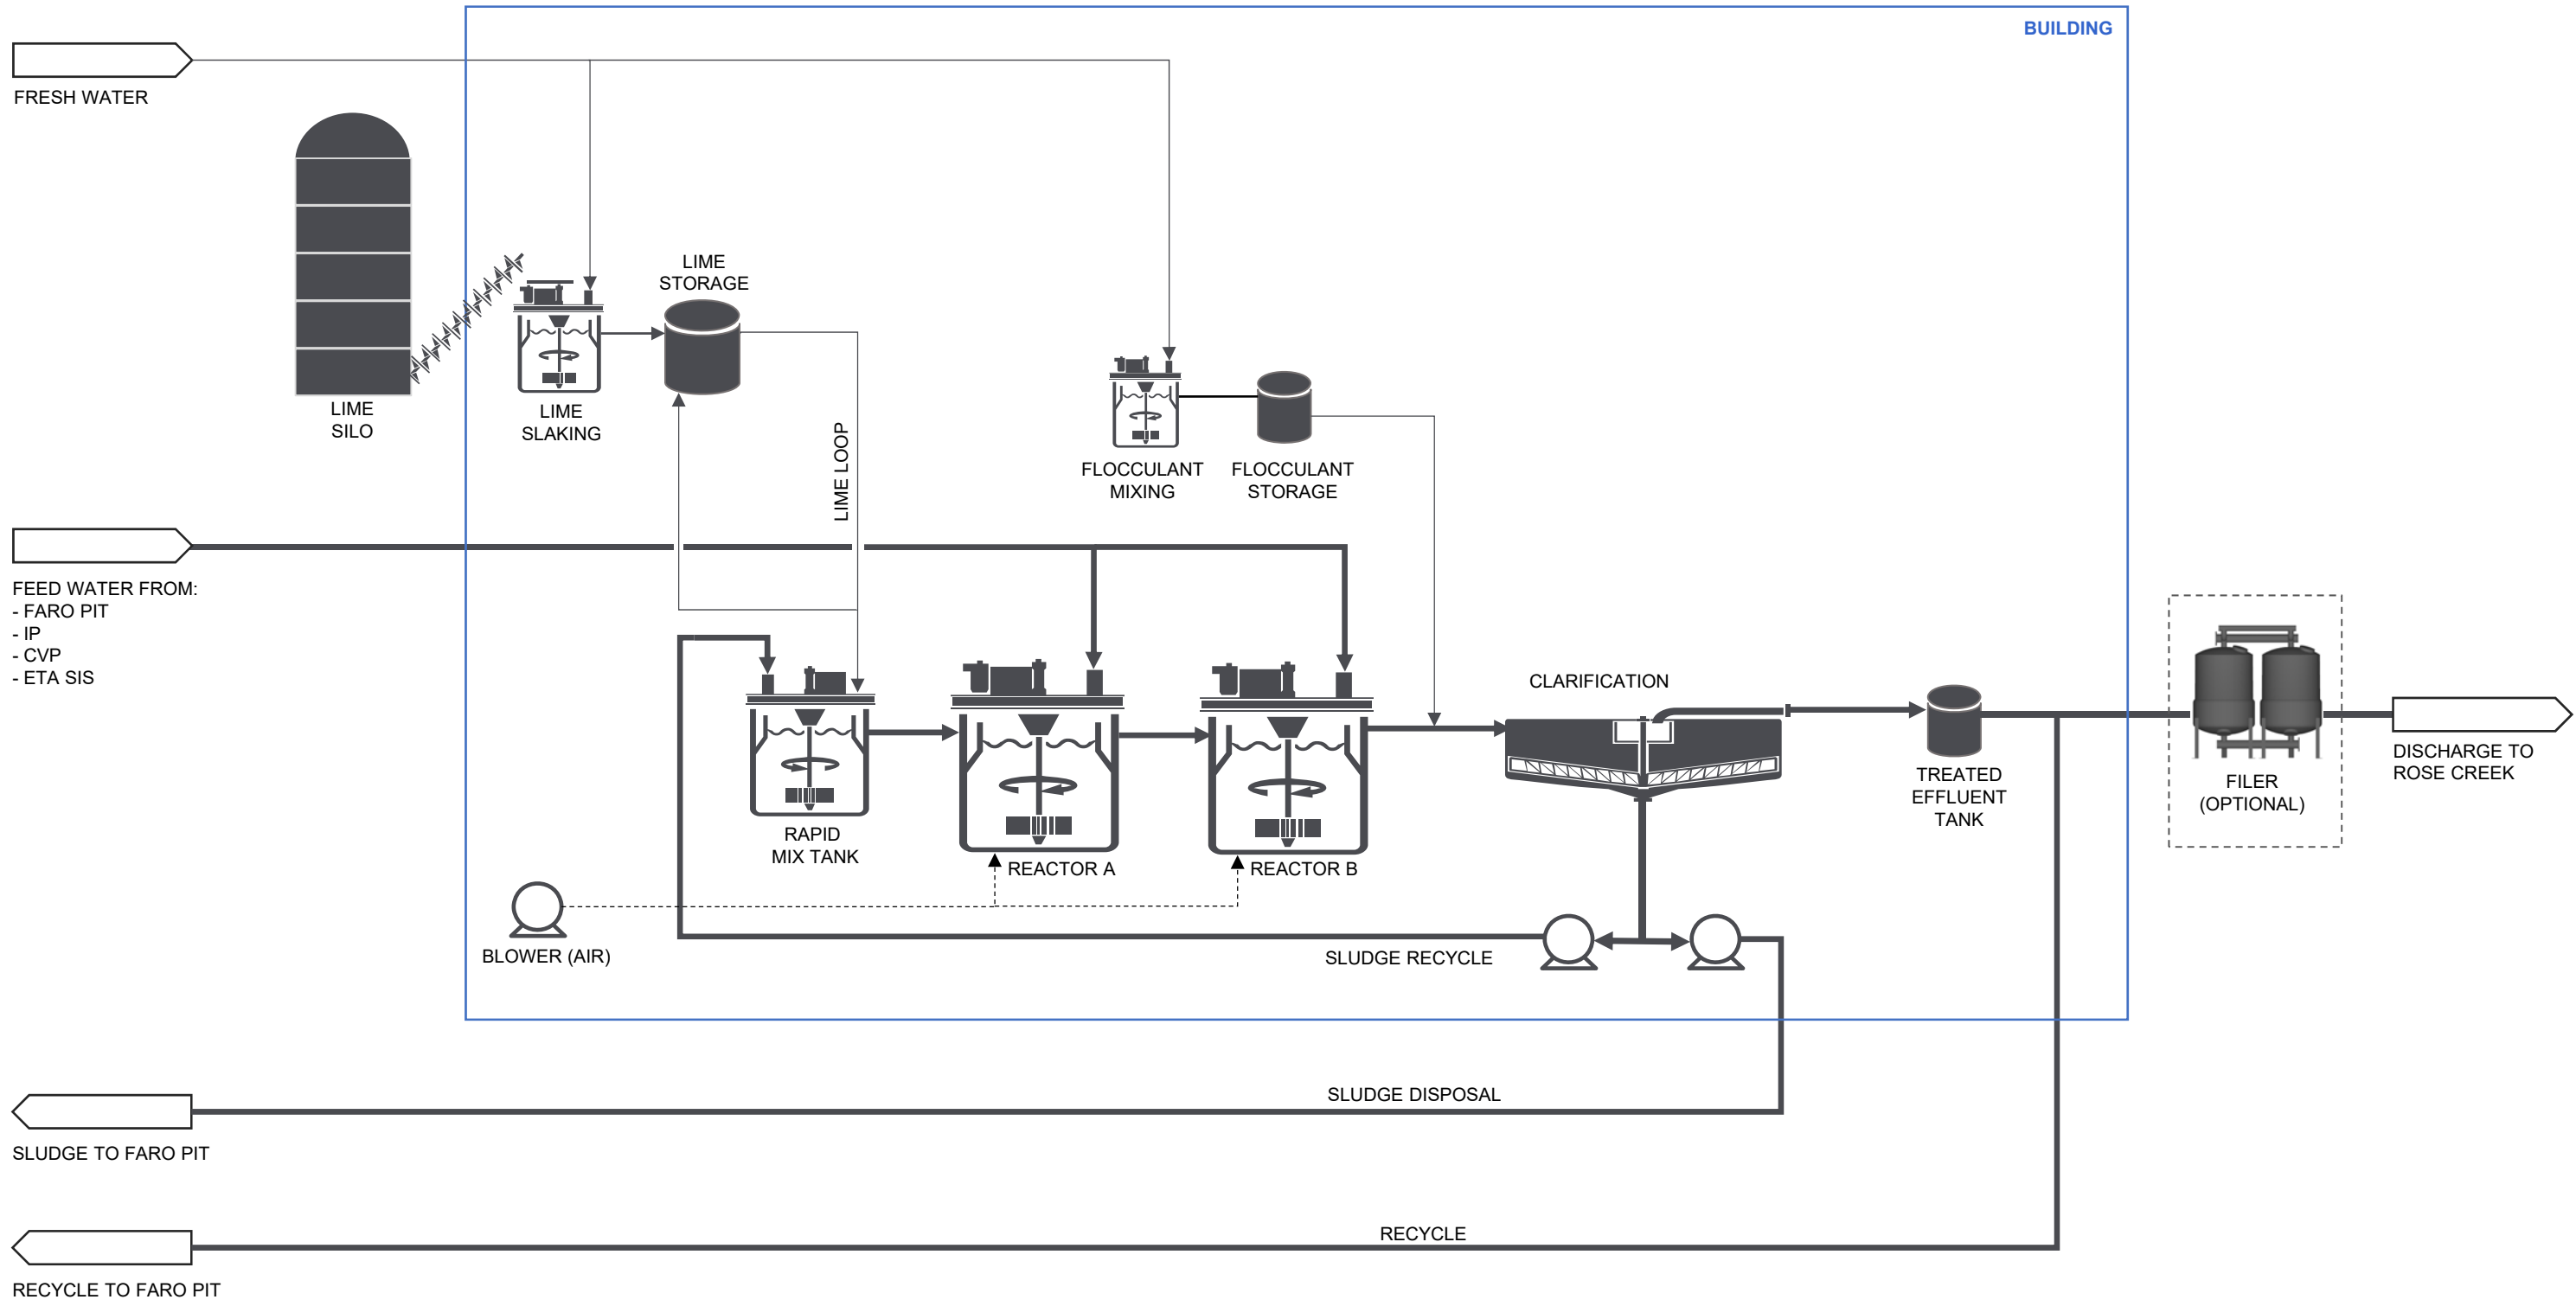 BUILDING
FRESH WATER
LIME
STORAGE
LIME
SILO
LIME
SLAKING
LIME LOOP
FLOCCULANT
MIXING
FLOCCULANT
STORAGE
FEED WATER FROM:
- FARO PIT
- IP
- CVP
- ETA SIS
CLARIFICATION
RAPID
MIX TANK
REACTOR A
REACTOR B
TREATED
EFFLUENT
TANK
FILER
(OPTIONAL)
DISCHARGE TO
ROSE CREEK
BLOWER (AIR)
SLUDGE RECYCLE
SLUDGE DISPOSAL
SLUDGE TO FARO PIT
RECYCLE
RECYCLE TO FARO PIT